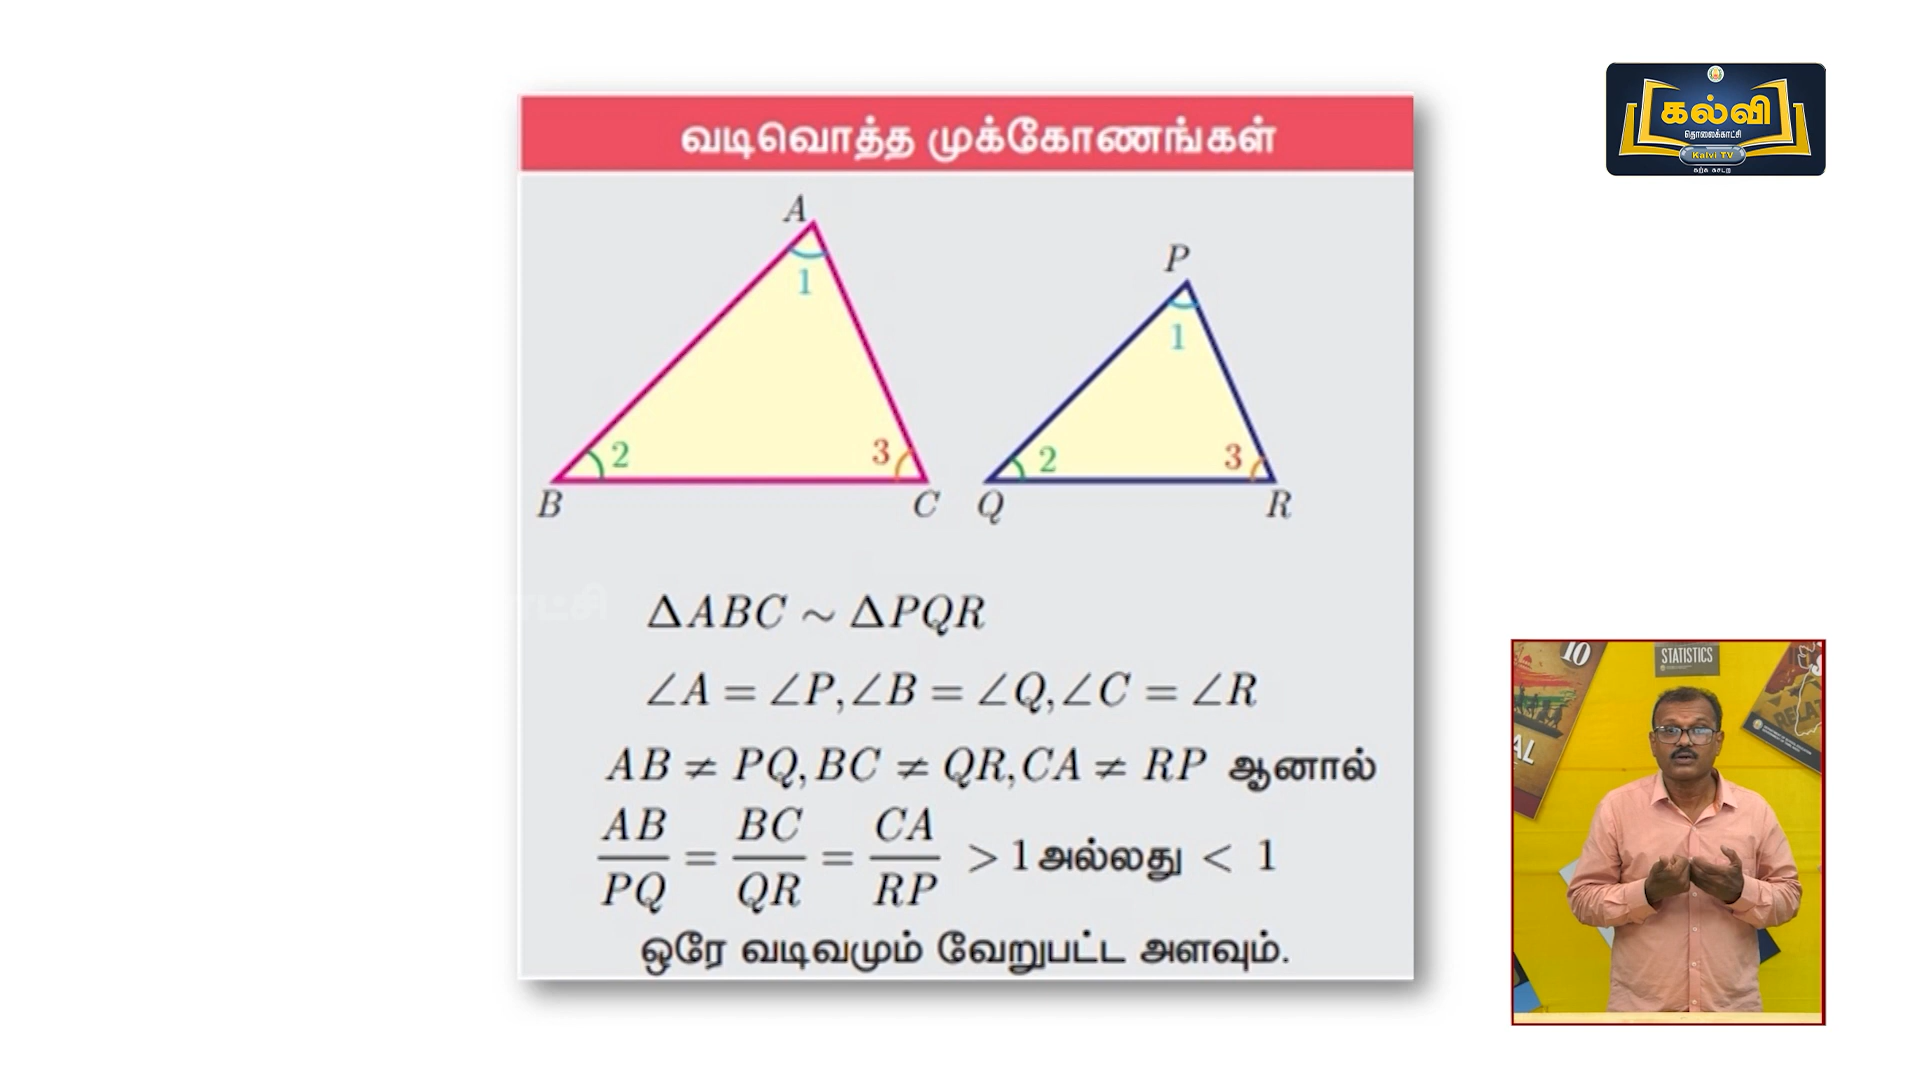 வடிவொத்த முக்கோணங்கள்
கல்வி
தொலைக்காட்சி
Kalvi TV
கற்க கசடற
A
P
1
1
2
3
2
3
B
C
Q
R
ΔABC ~ ΔPQR
∠A = ∠P, ∠B = ∠Q, ∠C = ∠R
AB ≠ PQ, BC ≠ QR, CA ≠ RP ஆனால்
AB/PQ = BC/QR = CA/RP > 1 அல்லது < 1
ஒரே வடிவமும் வேறுபட்ட அளவும்.
10
STATISTICS